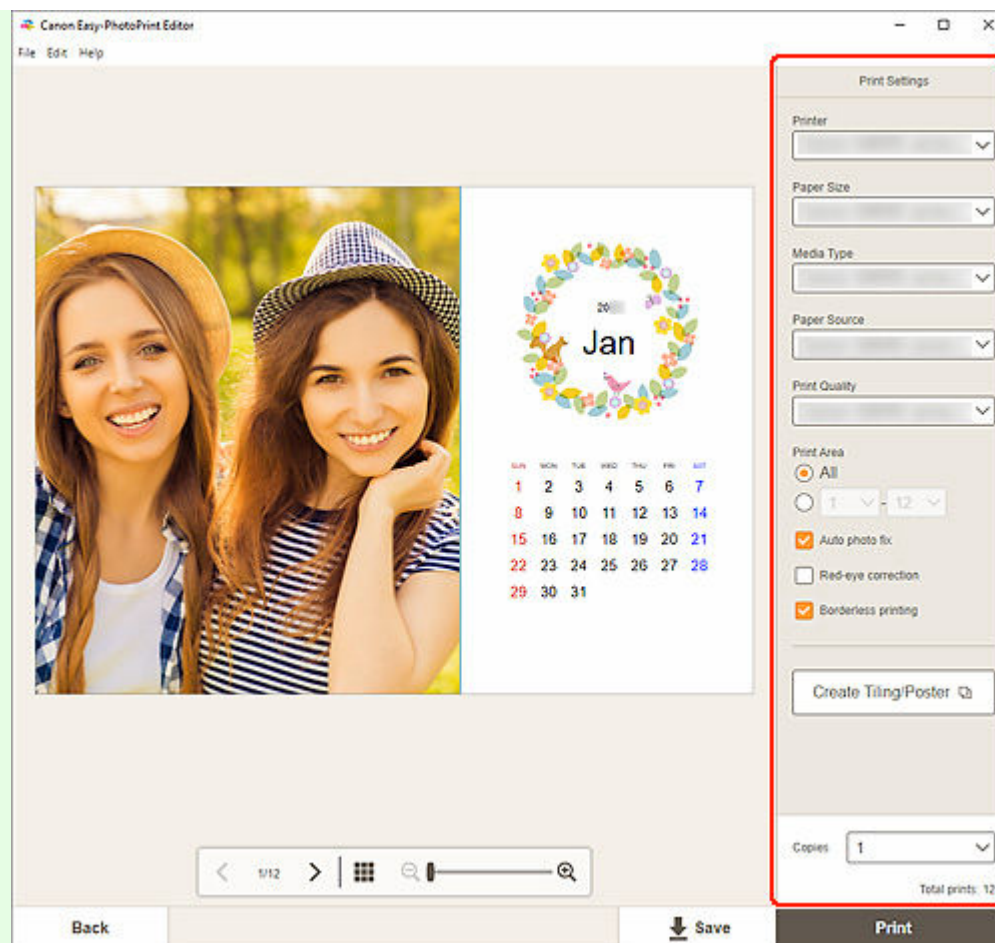 Canon Easy-PhotoPrint Editor
File Edit Help
Print Settings
Printer
Paper Size
Media Type
Paper Source
Print Quality
Print Area
All
1 - 12
Auto photo fix
Red-eye correction
Borderless printing
Create Tiling/Poster
Copies 1
Total prints: 12
20
Jan
SUN MON TUE WED THU FRI SAT
1 2 3 4 5 6 7
8 9 10 11 12 13 14
15 16 17 18 19 20 21
22 23 24 25 26 27 28
29 30 31
1/12
Back
Save
Print